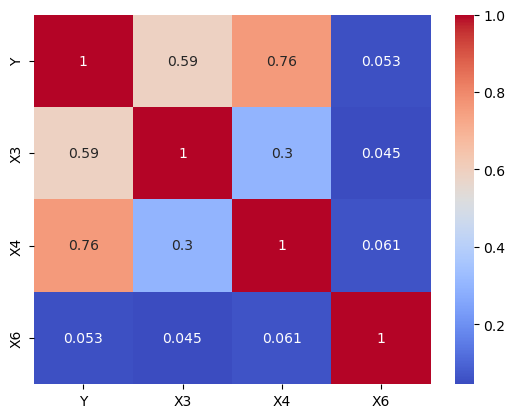 Y 1 0.59 0.76 0.053
X3 0.59 1 0.3 0.045
X4 0.76 0.3 1 0.061
X6 0.053 0.045 0.061 1
Y X3 X4 X6
1.0
0.8
0.6
0.4
0.2